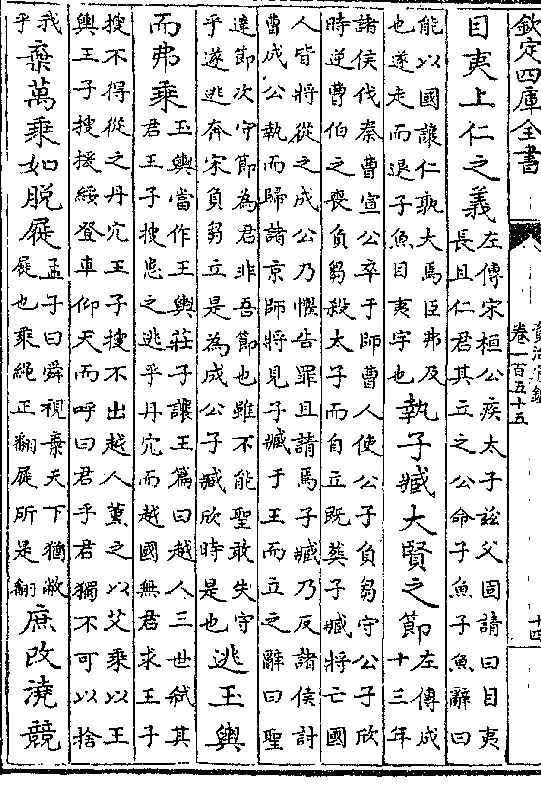 欽定四庫全書
資治通鑑
卷一百五十五
十四
目夷上仁之義
左傳宋桓公疾太子兹父固請曰目夷
長且仁君其立之公命子魚子魚辭曰
能以國讓仁孰大焉臣弗及
也遂走而退子魚目夷字也
執子臧大賢之節
左傳成
十三年
諸侯伐秦曹宣公卒于師曹人使公子負芻守公子欣
時逆曹伯之喪負芻殺太子而自立既葬子臧將亡國
人皆將從之成公乃懼告罪且請焉子臧乃反諸侯討
曹成公執而歸諸京師將見子臧于王而立之辭曰聖
達節次守節為君非吾節也雖不能聖敢失守
乎遂逃奔宋負芻立是為成公子臧欣時是也
逃玉輿
而弗乘
玉輿當作王輿莊子讓王篇曰越人三世弑其
君王子搜患之逃乎丹穴而越國無君求王子
搜不得從之丹穴王子搜不出越人薰之以艾乘以王
輿王子搜援綏登車仰天而呼曰君乎君獨不可以捨
我
乎
棄萬乘如脫屣
孟子曰舜視棄天下猶敝
屣也乘繩正翻屣所是翻
庶改澆競